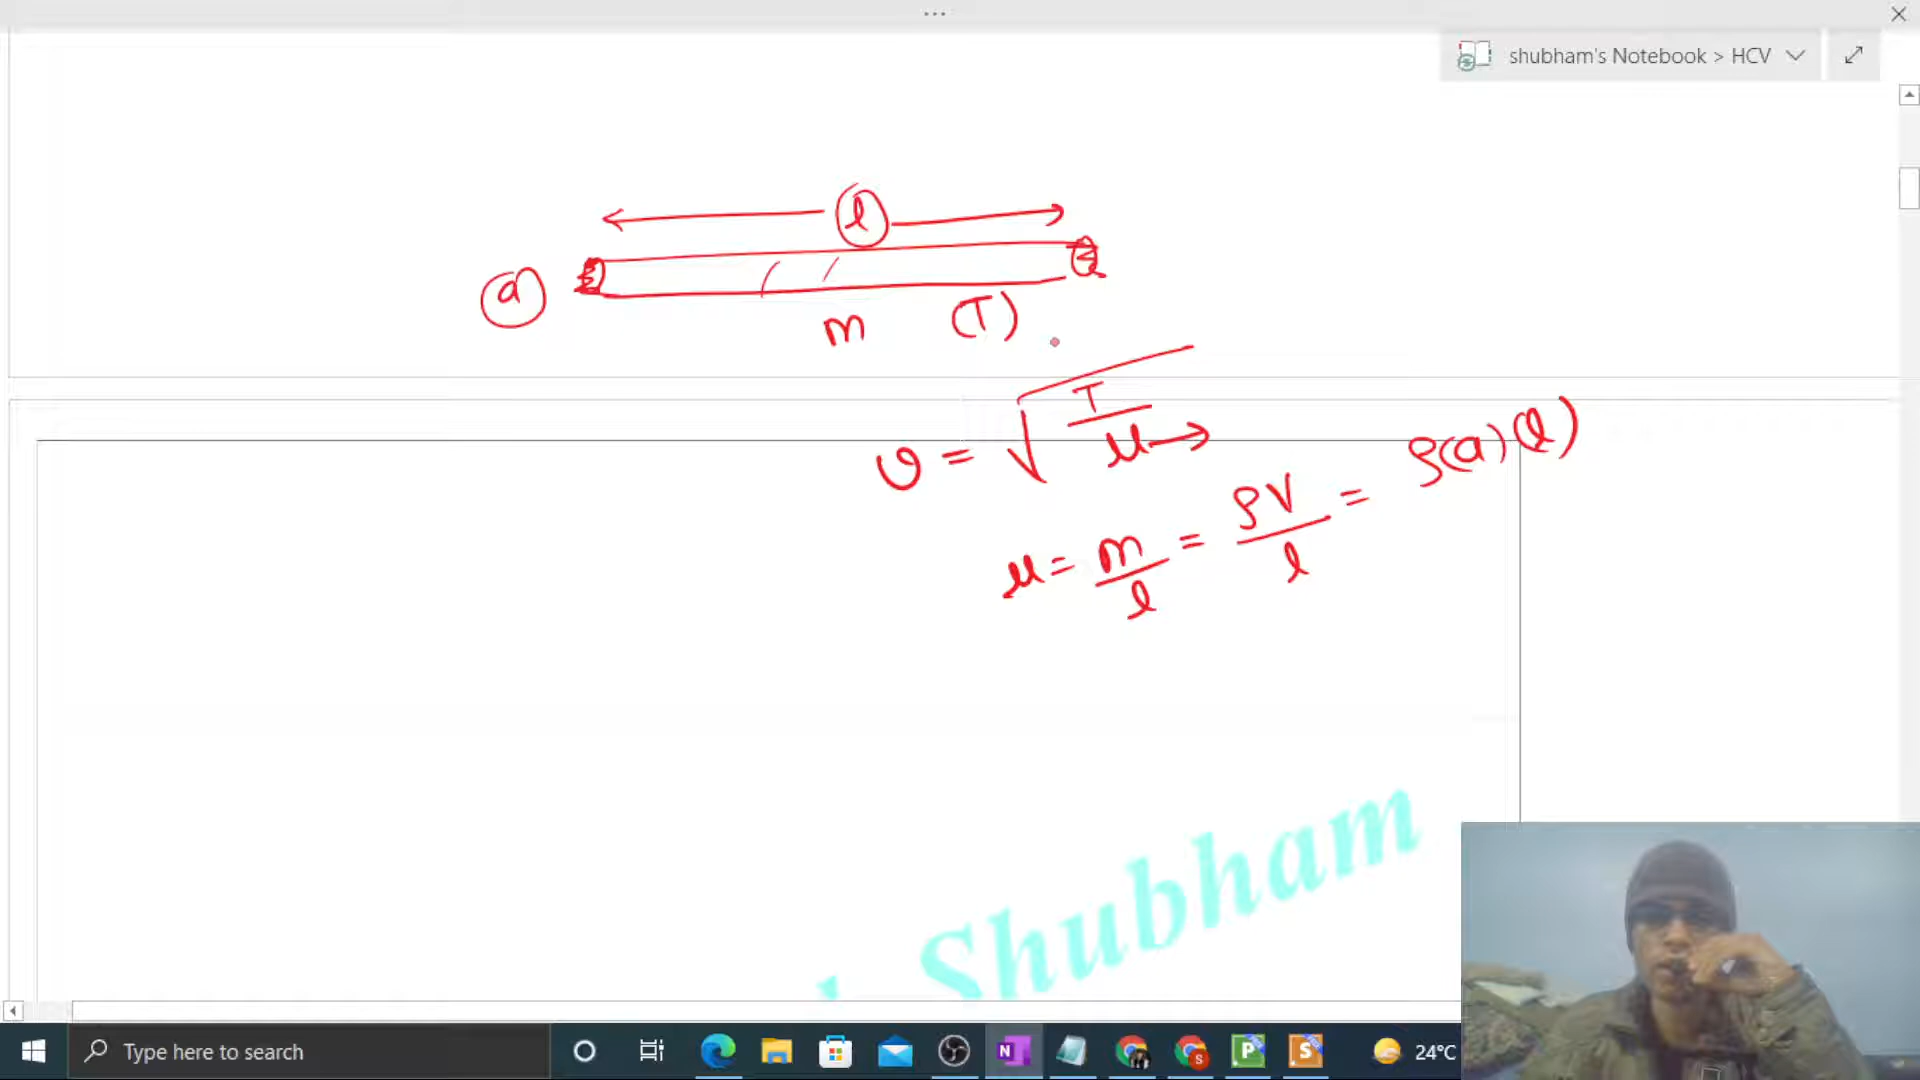 ...
shubham's Notebook > HCV
l
a
m (T)
v = √(T/μ) →
μ = m/l = ρV/l = ρ(a)(l)
Shubham
Type here to search
24°C